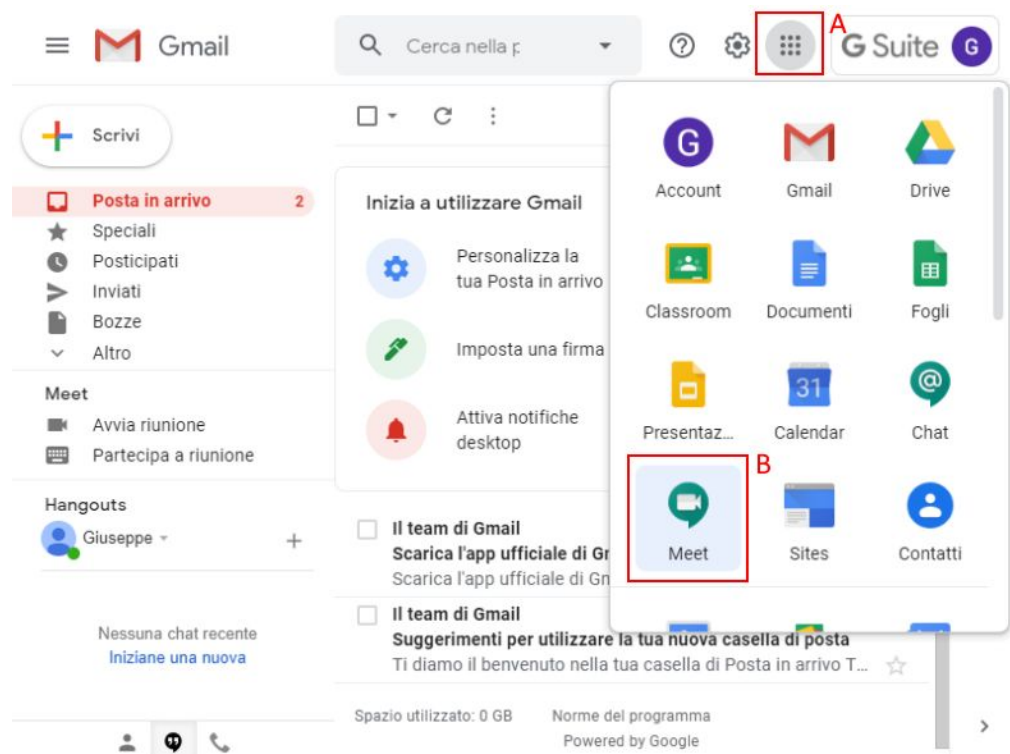 Gmail
Cerca nella p
A
G Suite
G
Scrivi
Posta in arrivo 2
Speciali
Posticipati
Inviati
Bozze
Altro
Meet
Avvia riunione
Partecipa a riunione
Hangouts
Giuseppe
Nessuna chat recente
Iniziane una nuova
Inizia a utilizzare Gmail
Personalizza la
tua Posta in arrivo
Imposta una firma
Attiva notifiche
desktop
G
Account Gmail Drive
Classroom Documenti Fogli
31
Presentaz... Calendar Chat
B
Meet Sites Contatti
Il team di Gmail
Scarica l'app ufficiale di Gr
Scarica l'app ufficiale di Gn
Il team di Gmail
Suggerimenti per utilizzare la tua nuova casella di posta
Ti diamo il benvenuto nella tua casella di Posta in arrivo T...
Spazio utilizzato: 0 GB Norme del programma
Powered by Google